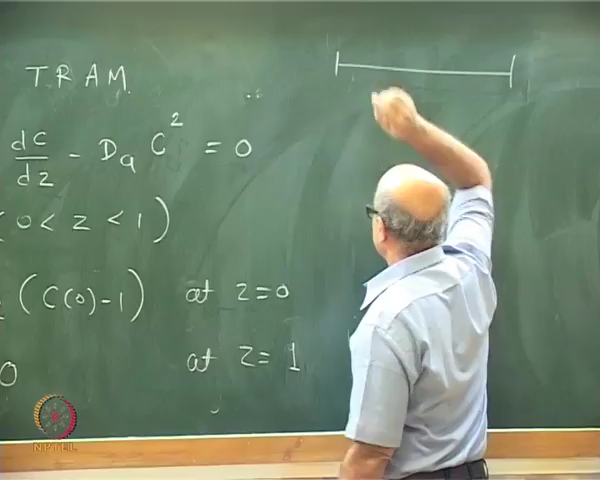 TRAM
dC/dz - Da C² = 0
(0 < z < 1)
(C(0)-1) at z=0
0 at z=1
NPTEL